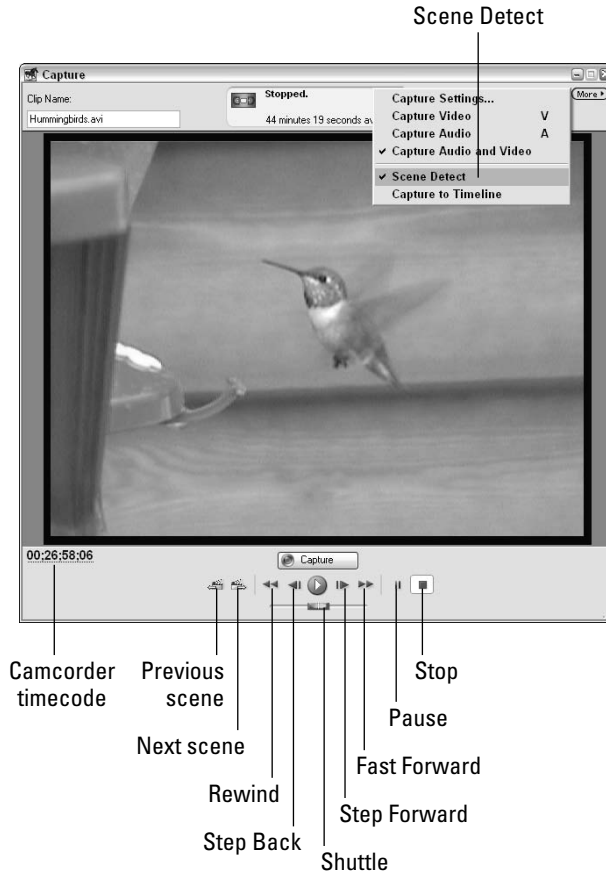 Scene Detect
Capture
Clip Name:
Hummingbirds.avi
Stopped.
44 minutes 19 seconds av
More
Capture Settings...
Capture Video V
Capture Audio A
Capture Audio and Video
Scene Detect
Capture to Timeline
00;26;58;06
Capture
Camcorder
timecode
Previous
scene
Next scene
Rewind
Step Back
Shuttle
Step Forward
Fast Forward
Pause
Stop